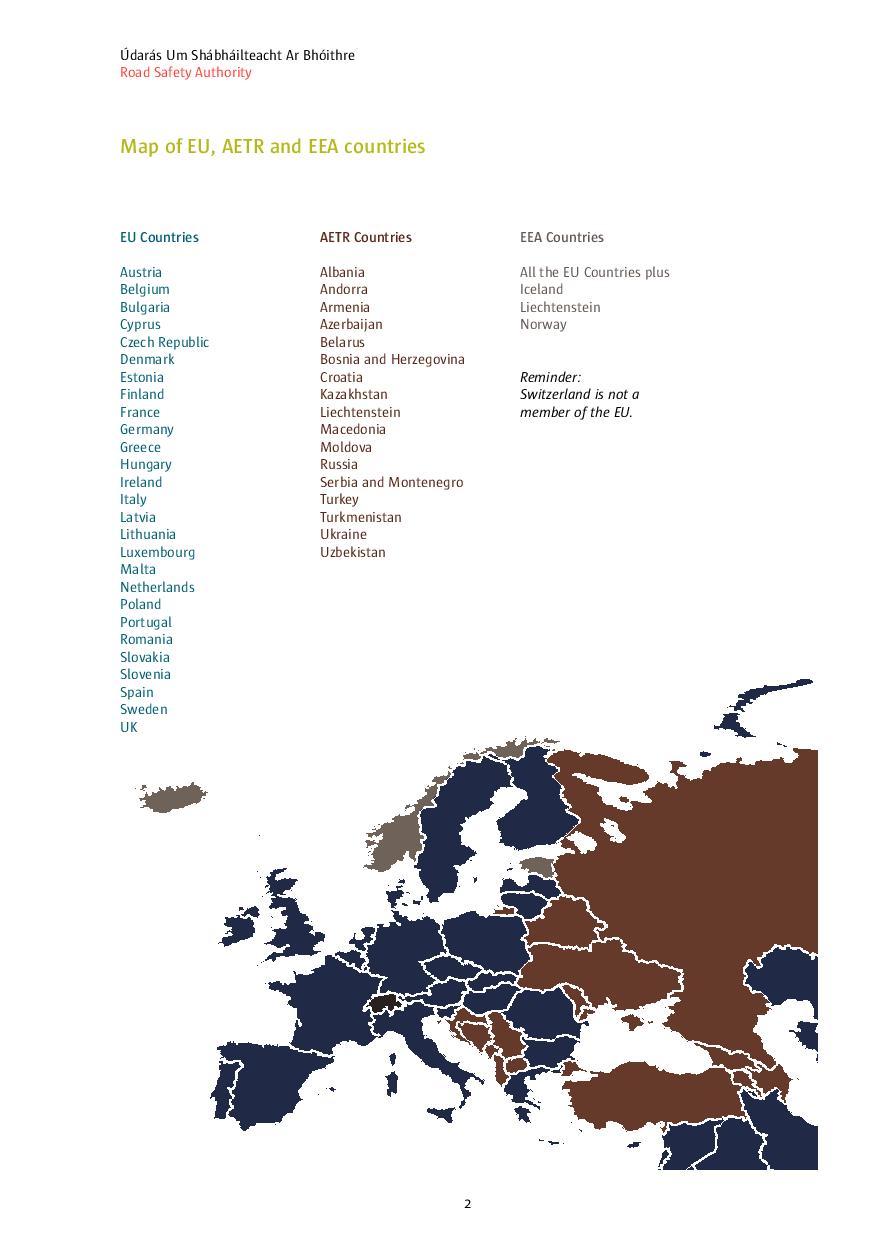 Údarás Um Shábháilteacht Ar Bhóithre
Road Safety Authority
Map of EU, AETR and EEA countries
EU Countries
Austria
Belgium
Bulgaria
Cyprus
Czech Republic
Denmark
Estonia
Finland
France
Germany
Greece
Hungary
Ireland
Italy
Latvia
Lithuania
Luxembourg
Malta
Netherlands
Poland
Portugal
Romania
Slovakia
Slovenia
Spain
Sweden
UK
AETR Countries
Albania
Andorra
Armenia
Azerbaijan
Belarus
Bosnia and Herzegovina
Croatia
Kazakhstan
Liechtenstein
Macedonia
Moldova
Russia
Serbia and Montenegro
Turkey
Turkmenistan
Ukraine
Uzbekistan
EEA Countries
All the EU Countries plus
Iceland
Liechtenstein
Norway
Reminder:
Switzerland is not a
member of the EU.
2